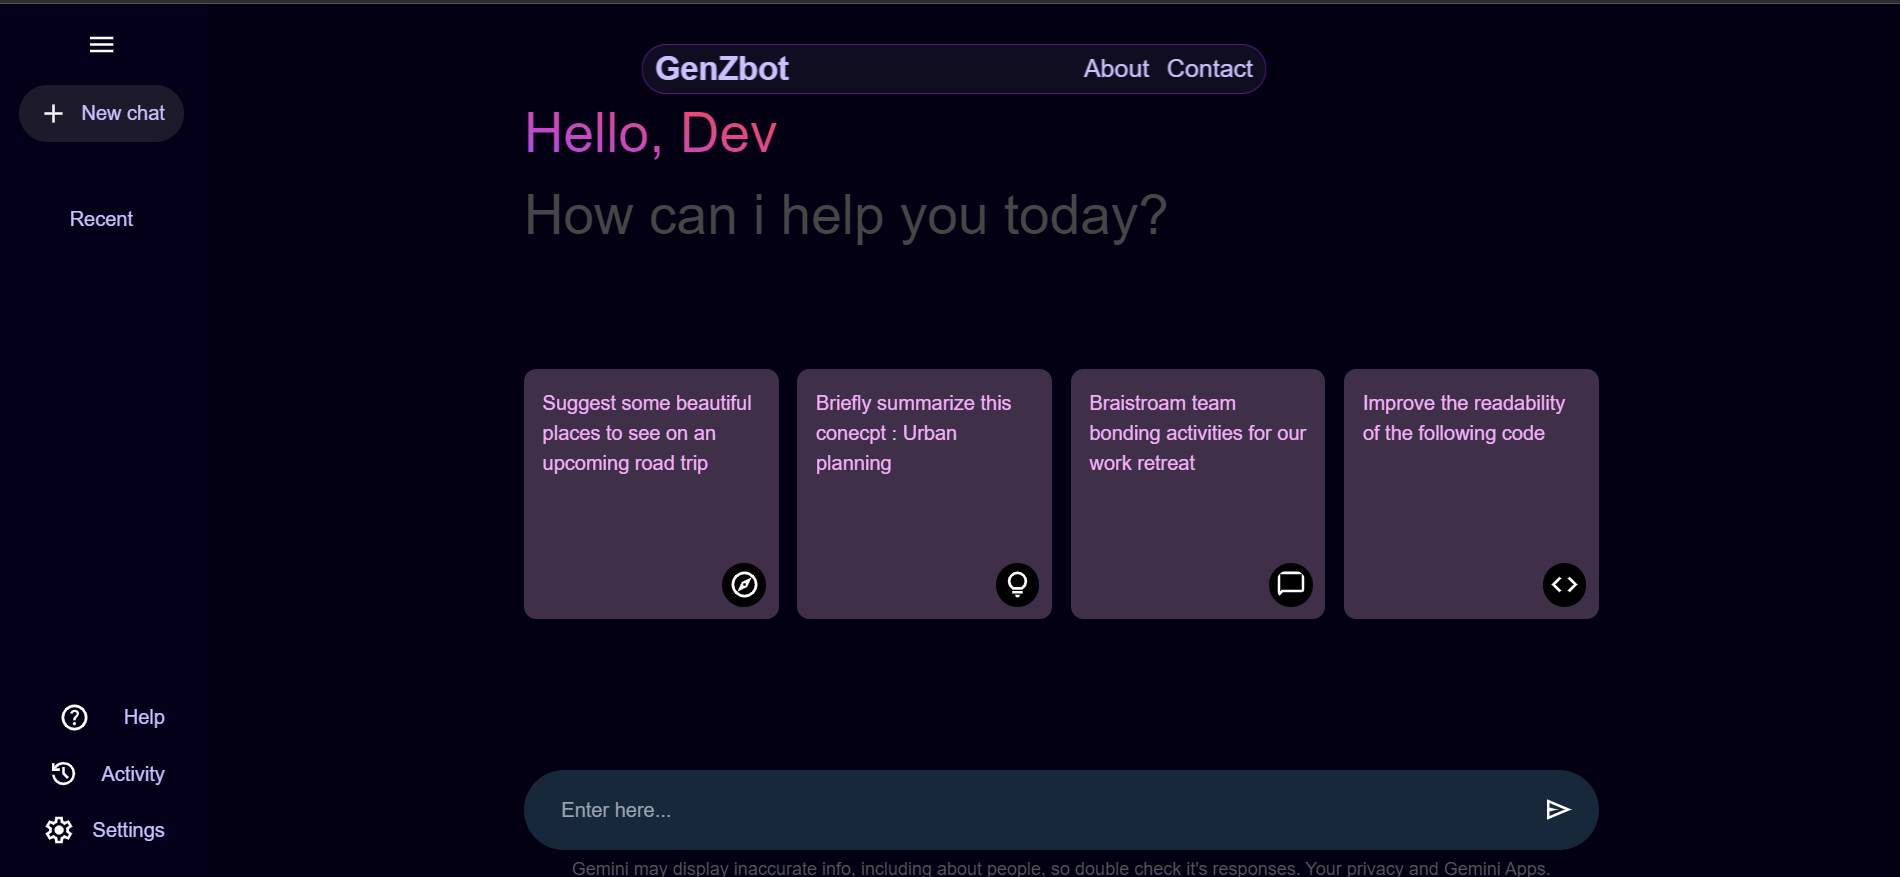 New chat
Recent
Help
Activity
Settings
GenZbot
About Contact
Hello, Dev
How can i help you today?
Suggest some beautiful
places to see on an
upcoming road trip
Briefly summarize this
conecpt : Urban
planning
Braistroam team
bonding activities for our
work retreat
Improve the readability
of the following code
Enter here...
Gemini may display inaccurate info, including about people, so double check it's responses. Your privacy and Gemini Apps.